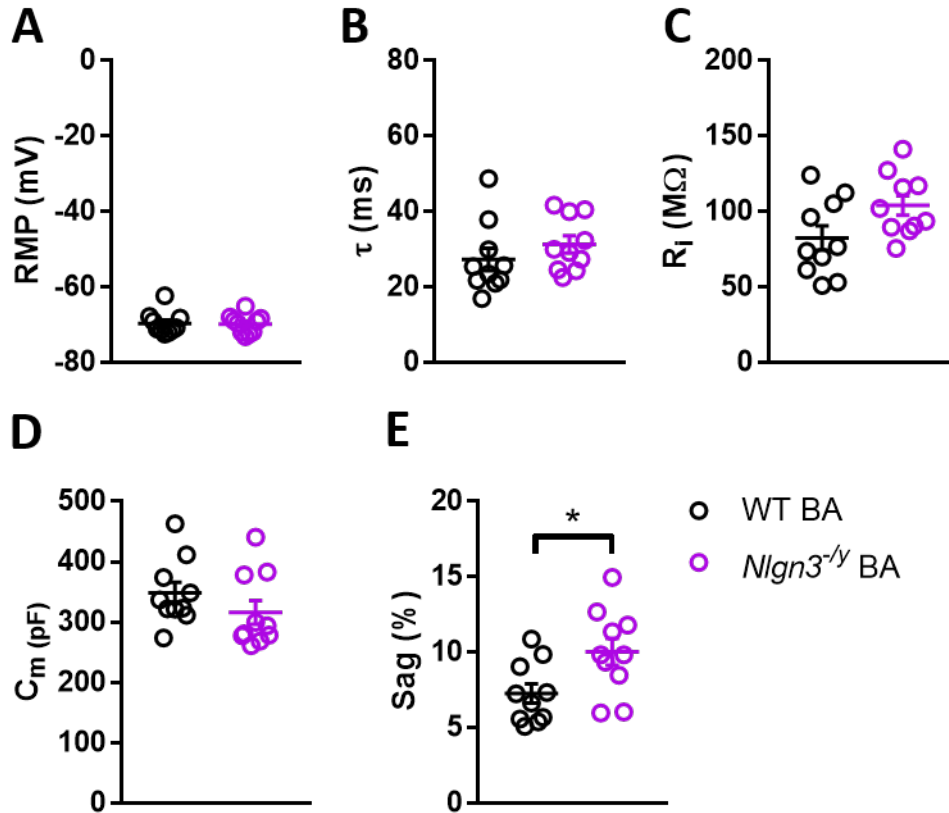 A
RMP (mV)
0
-20
-40
-60
-80
B
τ (ms)
80
60
40
20
0
C
Rᵢ (MΩ)
200
150
100
50
0
D
Cₘ (pF)
500
400
300
200
100
0
E
Sag (%)
20
15
10
5
0
*
WT BA
Nlgn3⁻/ʸ BA